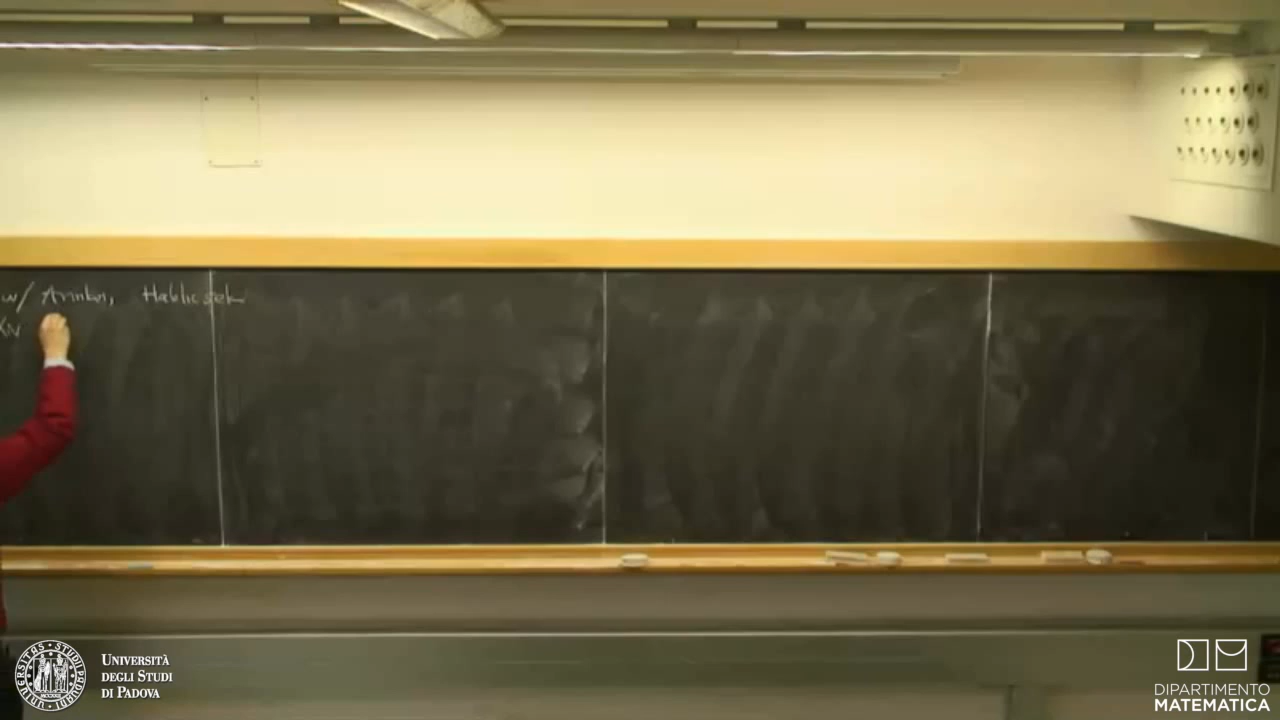 w/ Arinkin, Hablicsek
UNIVERSITÀ
DEGLI STUDI
DI PADOVA
DIPARTIMENTO
MATEMATICA